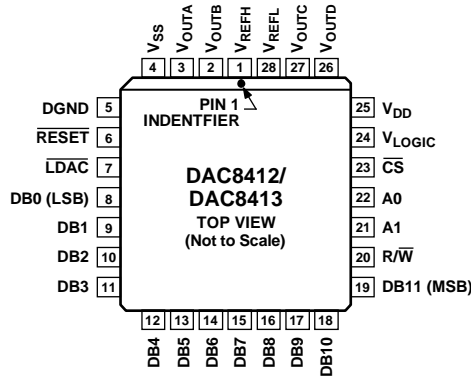 VSS
VOUTA
VOUTB
VREFH
VREFL
VOUTC
VOUTD
4
3
2
1
28
27
26
DGND 5
RESET 6
LDAC 7
DB0 (LSB) 8
DB1 9
DB2 10
DB3 11
PIN 1
INDENTFIER
DAC8412/
DAC8413
TOP VIEW
(Not to Scale)
25 VDD
24 VLOGIC
23 CS
22 A0
21 A1
20 R/W
19 DB11 (MSB)
12
13
14
15
16
17
18
DB4
DB5
DB6
DB7
DB8
DB9
DB10